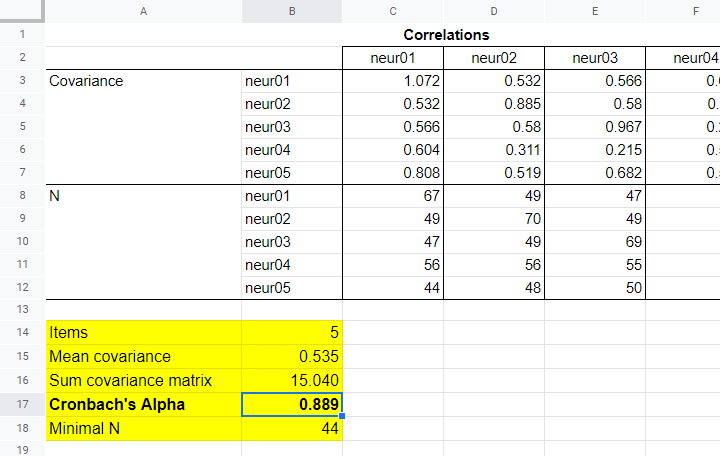 A B C D E F
1 Correlations
2 neur01 neur02 neur03 neur04
3 Covariance neur01 1.072 0.532 0.566 0.
4 neur02 0.532 0.885 0.58 0.
5 neur03 0.566 0.58 0.967 0.
6 neur04 0.604 0.311 0.215 0.
7 neur05 0.808 0.519 0.682 0.
8 N neur01 67 49 47
9 neur02 49 70 49
10 neur03 47 49 69
11 neur04 56 56 55
12 neur05 44 48 50
13
14 Items 5
15 Mean covariance 0.535
16 Sum covariance matrix 15.040
17 Cronbach's Alpha 0.889
18 Minimal N 44
19